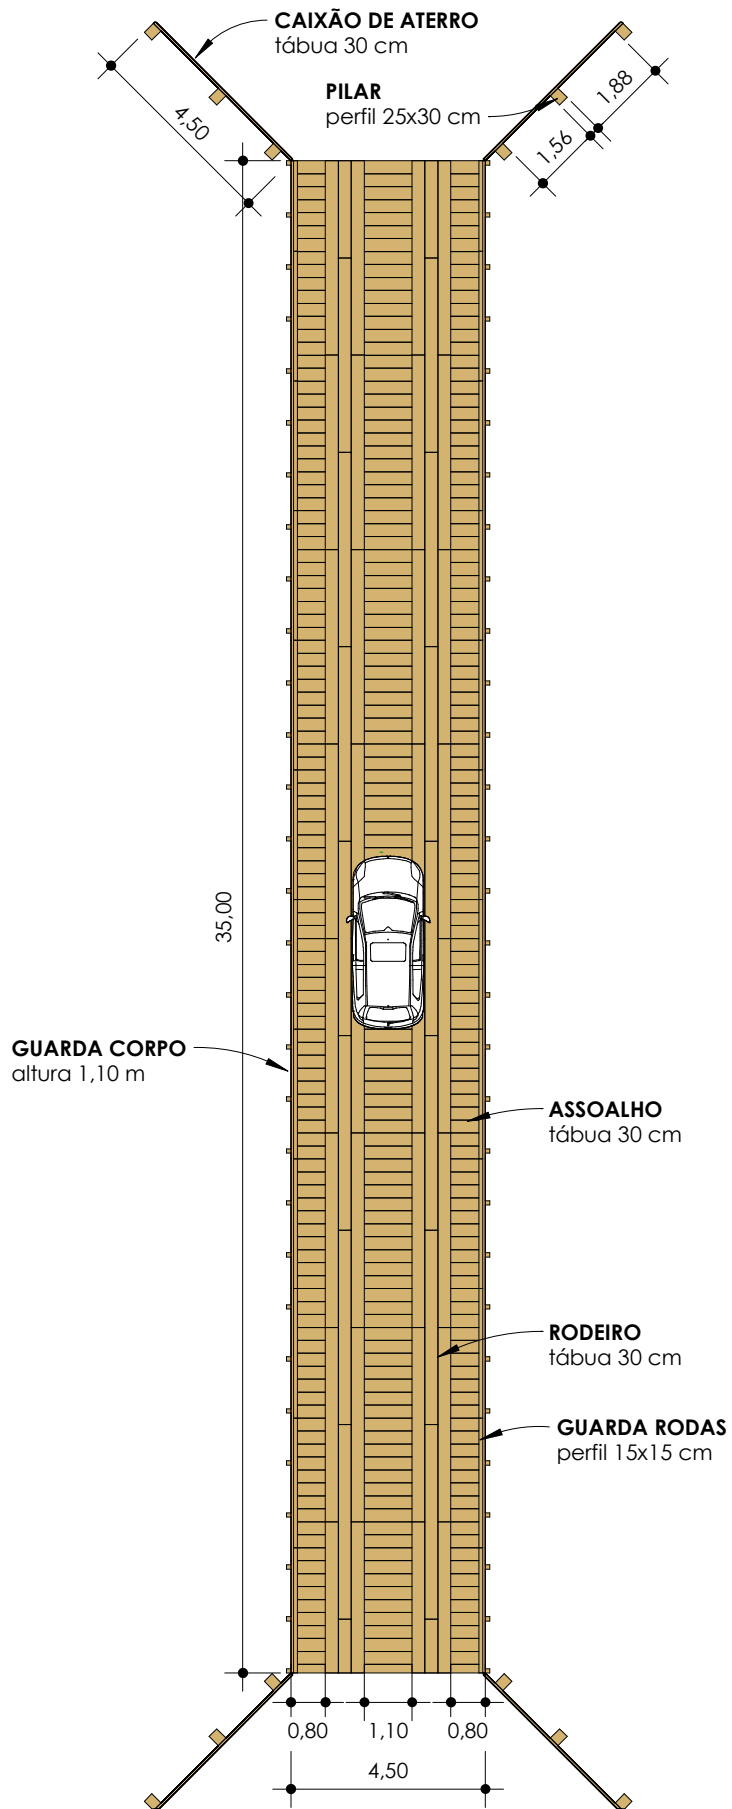 CAIXÃO DE ATERRO
tábua 30 cm
PILAR
perfil 25x30 cm
4,50
1,88
1,56
35,00
GUARDA CORPO
altura 1,10 m
ASSOALHO
tábua 30 cm
RODEIRO
tábua 30 cm
GUARDA RODAS
perfil 15x15 cm
0,80
1,10
0,80
4,50